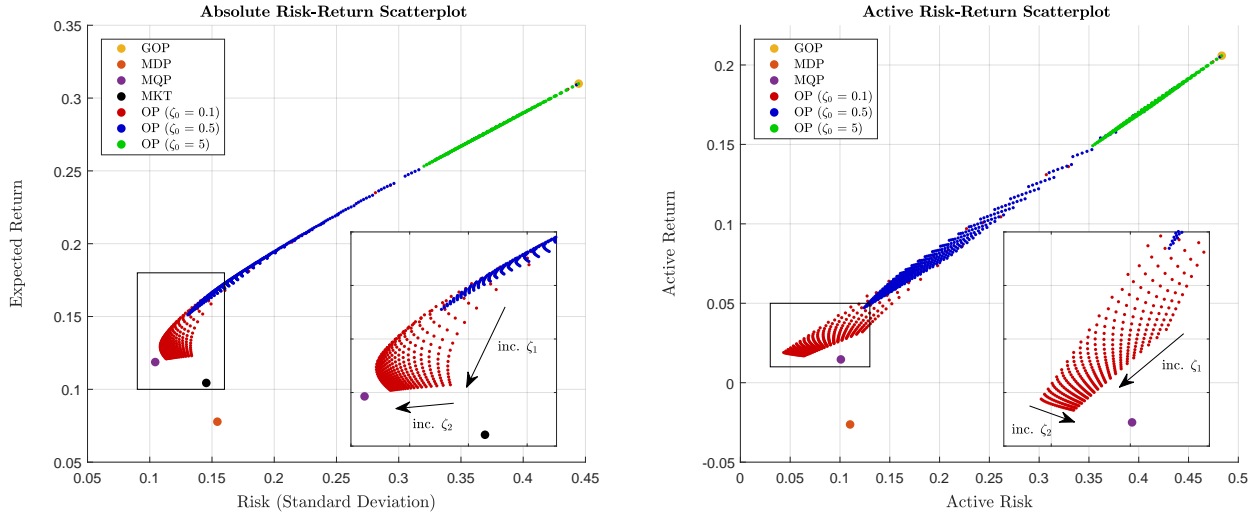 Absolute Risk-Return Scatterplot
0.35
0.3
0.25
0.2
0.15
0.1
0.05
Expected Return
GOP
MDP
MQP
MKT
OP (ζ₀ = 0.1)
OP (ζ₀ = 0.5)
OP (ζ₀ = 5)
inc. ζ₁
inc. ζ₂
0.05
0.1
0.15
0.2
0.25
0.3
0.35
0.4
0.45
Risk (Standard Deviation)
Active Risk-Return Scatterplot
0.2
0.15
0.1
0.05
0
-0.05
Active Return
GOP
MDP
MQP
OP (ζ₀ = 0.1)
OP (ζ₀ = 0.5)
OP (ζ₀ = 5)
inc. ζ₁
inc. ζ₂
0
0.05
0.1
0.15
0.2
0.25
0.3
0.35
0.4
0.45
0.5
Active Risk